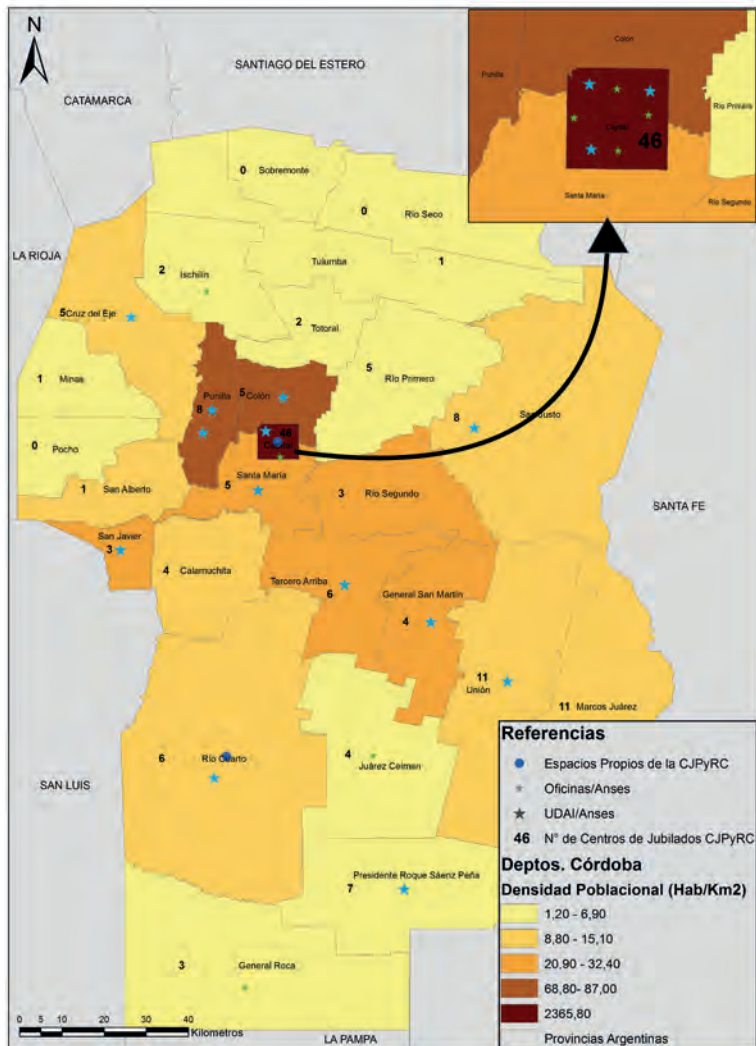 N
SANTIAGO DEL ESTERO
CATAMARCA
LA RIOJA
SAN LUIS
SANTA FE
LA PAMPA
Colón
Punilla
Río Primero
Capital
46
Santa María
Río Segundo
0 Sobremonte
0 Río Seco
2 Ischilín
Tulumba 1
2 Totoral
5 Cruz del Eje
5 Río Primero
1 Minas
Punilla
8
5 Colón
8 San Justo
46
Capital
0 Pocho
1 San Alberto
Santa María
5
3 Río Segundo
San Javier
3
4 Calamuchita
Tercero Arriba
6
General San Martín
4
11
Unión
11 Marcos Juárez
6 Río Cuarto
4
Juárez Celman
Presidente Roque Sáenz Peña
7
3
General Roca
Referencias
Espacios Propios de la CJPyRC
Oficinas/Anses
UDAI/Anses
46 N° de Centros de Jubilados CJPyRC
Deptos. Córdoba
Densidad Poblacional (Hab/Km2)
1,20 - 6,90
8,80 - 15,10
20,90 - 32,40
68,80- 87,00
2365,80
Provincias Argentinas
0 5 10 20 30 40
Kilometros